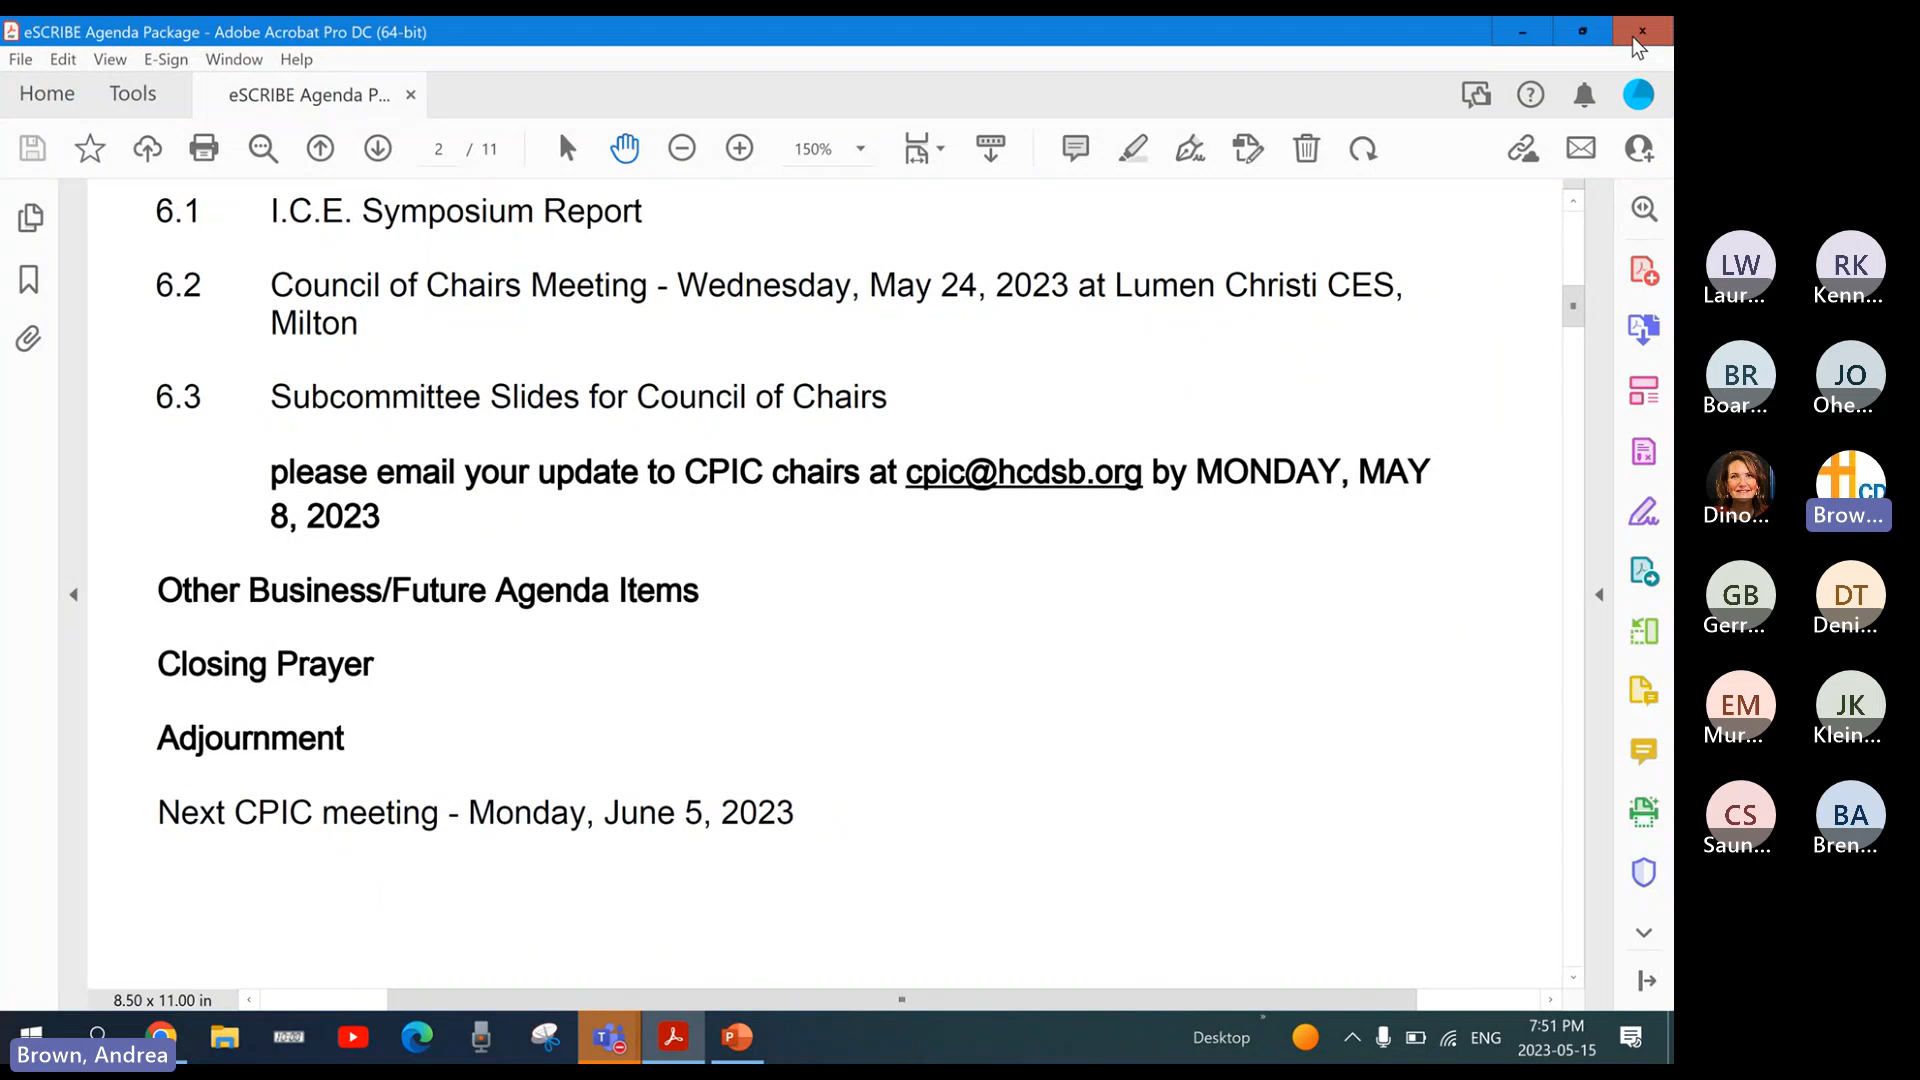 eSCRIBE Agenda Package - Adobe Acrobat Pro DC (64-bit)
File Edit View E-Sign Window Help
Home Tools eSCRIBE Agenda P... ×
2 / 11 150%
6.1 I.C.E. Symposium Report
6.2 Council of Chairs Meeting - Wednesday, May 24, 2023 at Lumen Christi CES,
Milton
6.3 Subcommittee Slides for Council of Chairs
please email your update to CPIC chairs at cpic@hcdsb.org by MONDAY, MAY
8, 2023
Other Business/Future Agenda Items
Closing Prayer
Adjournment
Next CPIC meeting - Monday, June 5, 2023
8.50 x 11.00 in
LW RK
Laur... Kenn...
BR JO
Boar... Ohe...
CD
Dino... Brow...
GB DT
Gerr... Deni...
EM JK
Mur... Klein...
CS BA
Saun... Bren...
Desktop ENG 7:51 PM
2023-05-15
Brown, Andrea